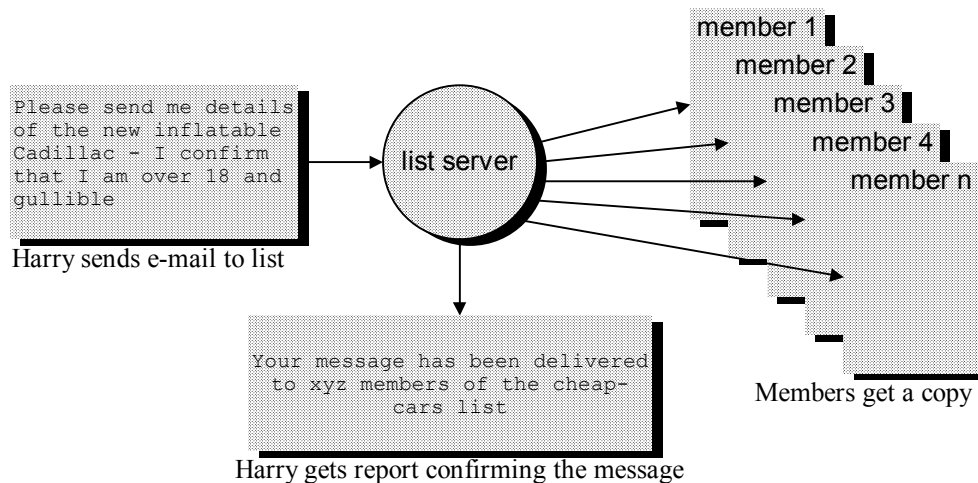 member 1
member 2
member 3
member 4
member n
Please send me details
of the new inflatable
Cadillac - I confirm
that I am over 18 and
gullible
list server
Harry sends e-mail to list
Your message has been delivered
to xyz members of the cheap-
cars list
Members get a copy
Harry gets report confirming the message